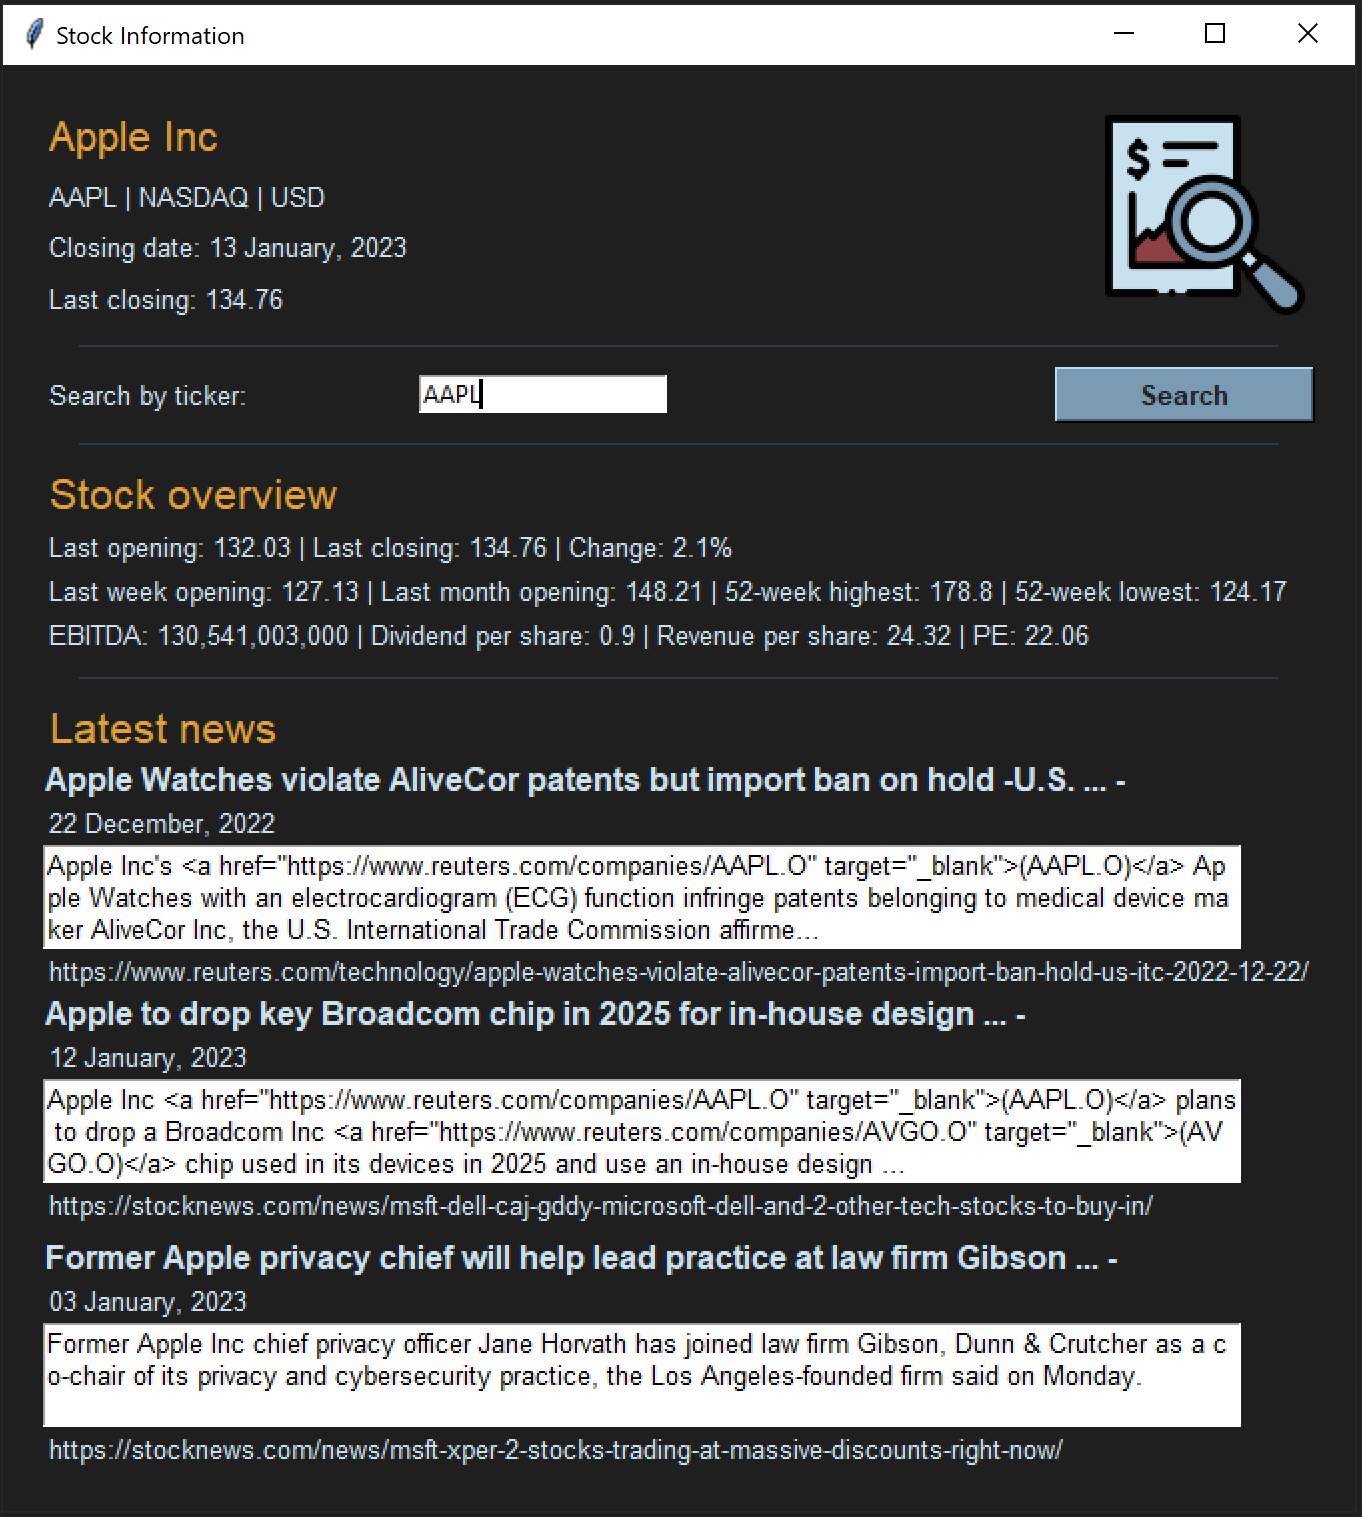 Stock Information
Apple Inc
$
AAPL | NASDAQ | USD
Closing date: 13 January, 2023
Last closing: 134.76
Search by ticker:
AAPL
Search
Stock overview
Last opening: 132.03 | Last closing: 134.76 | Change: 2.1%
Last week opening: 127.13 | Last month opening: 148.21 | 52-week highest: 178.8 | 52-week lowest: 124.17
EBITDA: 130,541,003,000 | Dividend per share: 0.9 | Revenue per share: 24.32 | PE: 22.06
Latest news
Apple Watches violate AliveCor patents but import ban on hold -U.S. ... -
22 December, 2022
Apple Inc's <a href="https://www.reuters.com/companies/AAPL.O" target="_blank">(AAPL.O)</a> Ap
ple Watches with an electrocardiogram (ECG) function infringe patents belonging to medical device ma
ker AliveCor Inc, the U.S. International Trade Commission affirme...
https://www.reuters.com/technology/apple-watches-violate-alivecor-patents-import-ban-hold-us-itc-2022-12-22/
Apple to drop key Broadcom chip in 2025 for in-house design ... -
12 January, 2023
Apple Inc <a href="https://www.reuters.com/companies/AAPL.O" target="_blank">(AAPL.O)</a> plans
to drop a Broadcom Inc <a href="https://www.reuters.com/companies/AVGO.O" target="_blank">(AV
GO.O)</a> chip used in its devices in 2025 and use an in-house design ...
https://stocknews.com/news/msft-dell-caj-gddy-microsoft-dell-and-2-other-tech-stocks-to-buy-in/
Former Apple privacy chief will help lead practice at law firm Gibson ... -
03 January, 2023
Former Apple Inc chief privacy officer Jane Horvath has joined law firm Gibson, Dunn & Crutcher as a c
o-chair of its privacy and cybersecurity practice, the Los Angeles-founded firm said on Monday.
https://stocknews.com/news/msft-xper-2-stocks-trading-at-massive-discounts-right-now/